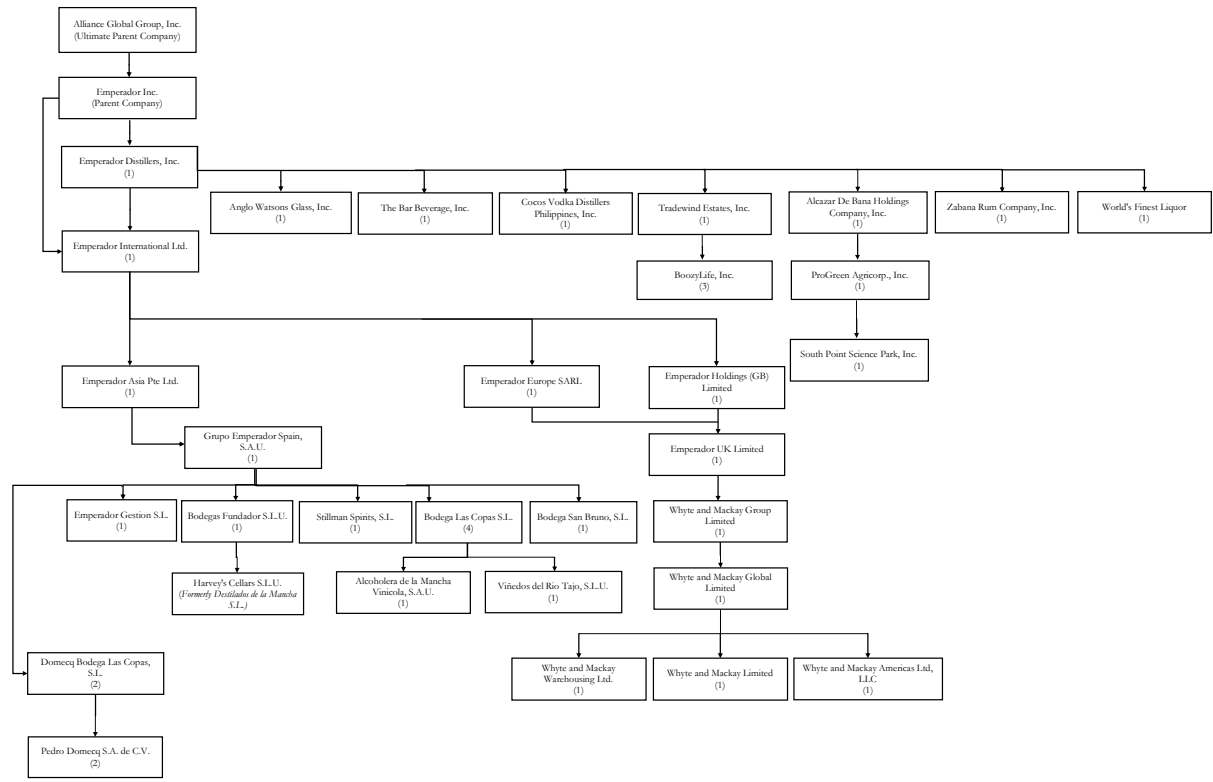 Alliance Global Group, Inc.
(Ultimate Parent Company)
Emperador Inc.
(Parent Company)
Emperador Distillers, Inc.
(1)
Anglo Watsons Glass, Inc.
(1)
The Bar Beverage, Inc.
(1)
Cocos Vodka Distillers
Philippines, Inc.
(1)
Tradewind Estates, Inc.
(1)
Alcazar De Bana Holdings
Company, Inc.
(1)
Zabana Rum Company, Inc.
(1)
World's Finest Liquor
(1)
Emperador International Ltd.
(1)
BoozyLife, Inc.
(3)
ProGreen Agricorp., Inc.
(1)
South Point Science Park, Inc.
(1)
Emperador Asia Pte Ltd.
(1)
Emperador Europe SARL
(1)
Emperador Holdings (GB)
Limited
(1)
Grupo Emperador Spain,
S.A.U.
(1)
Emperador UK Limited
(1)
Emperador Gestion S.L.
(1)
Bodegas Fundador S.L.U.
(1)
Stillman Spirits, S.L.
(1)
Bodega Las Copas S.L.
(4)
Bodega San Bruno, S.L.
(1)
Whyte and Mackay Group
Limited
(1)
Harvey's Cellars S.L.U.
(Formerly Destilados de la Mancha
S.L.)
Alcoholera de la Mancha
Vinicola, S.A.U.
(1)
Viñedos del Rio Tajo, S.L.U.
(1)
Whyte and Mackay Global
Limited
(1)
Domecq Bodega Las Copas,
S.L.
(2)
Whyte and Mackay
Warehousing Ltd.
(1)
Whyte and Mackay Limited
(1)
Whyte and Mackay Americas Ltd,
LLC
(1)
Pedro Domecq S.A. de C.V.
(2)